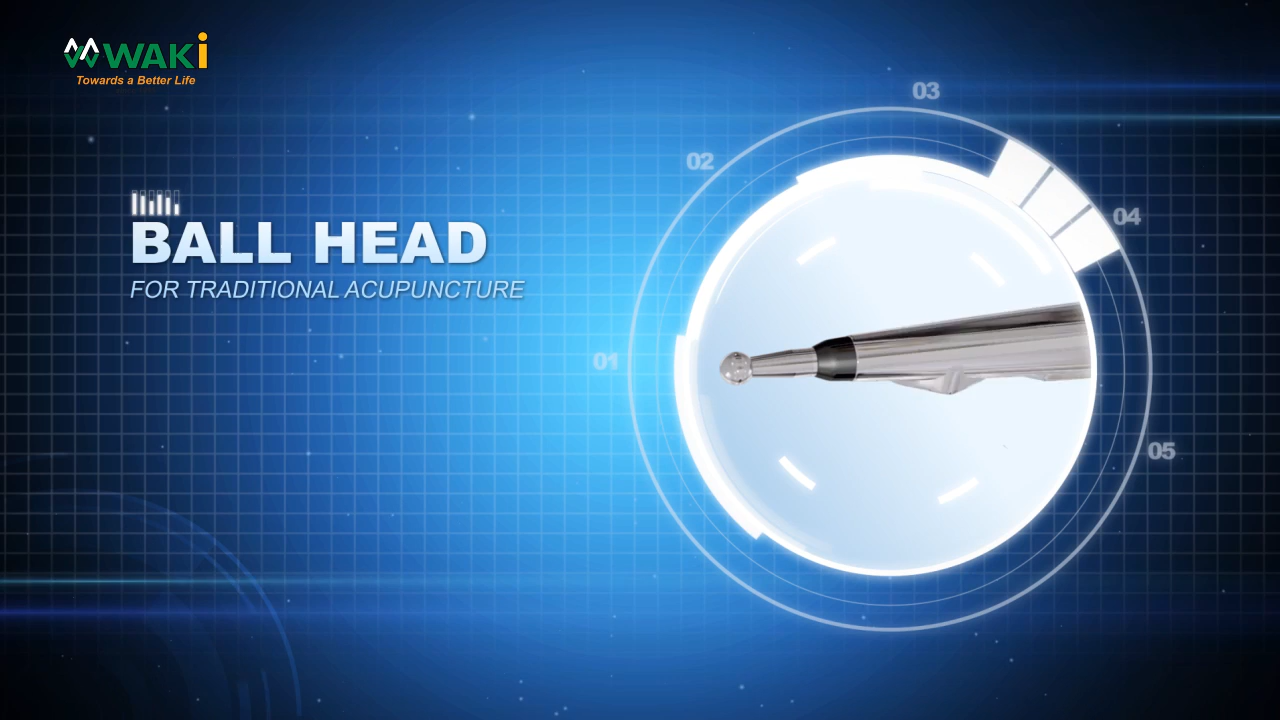 WAKi
Towards a Better Life
BALL HEAD
FOR TRADITIONAL ACUPUNCTURE
01
02
03
04
05